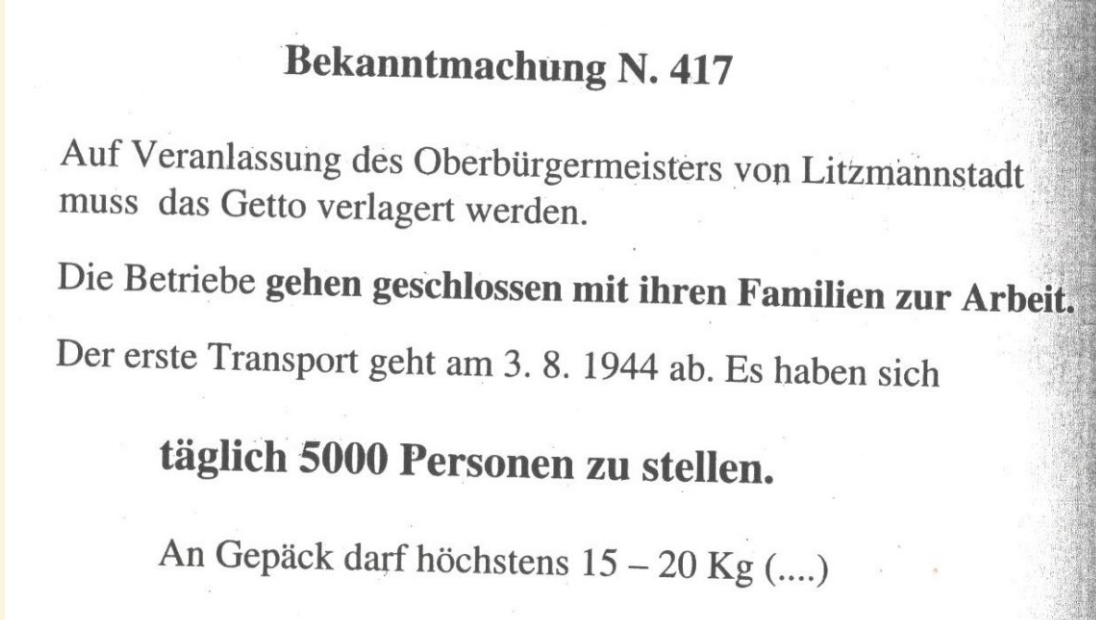 Bekanntmachung N. 417
Auf Veranlassung des Oberbürgermeisters von Litzmannstadt
muss das Getto verlagert werden.
Die Betriebe gehen geschlossen mit ihren Familien zur Arbeit.
Der erste Transport geht am 3. 8. 1944 ab. Es haben sich
täglich 5000 Personen zu stellen.
An Gepäck darf höchstens 15 – 20 Kg (....)